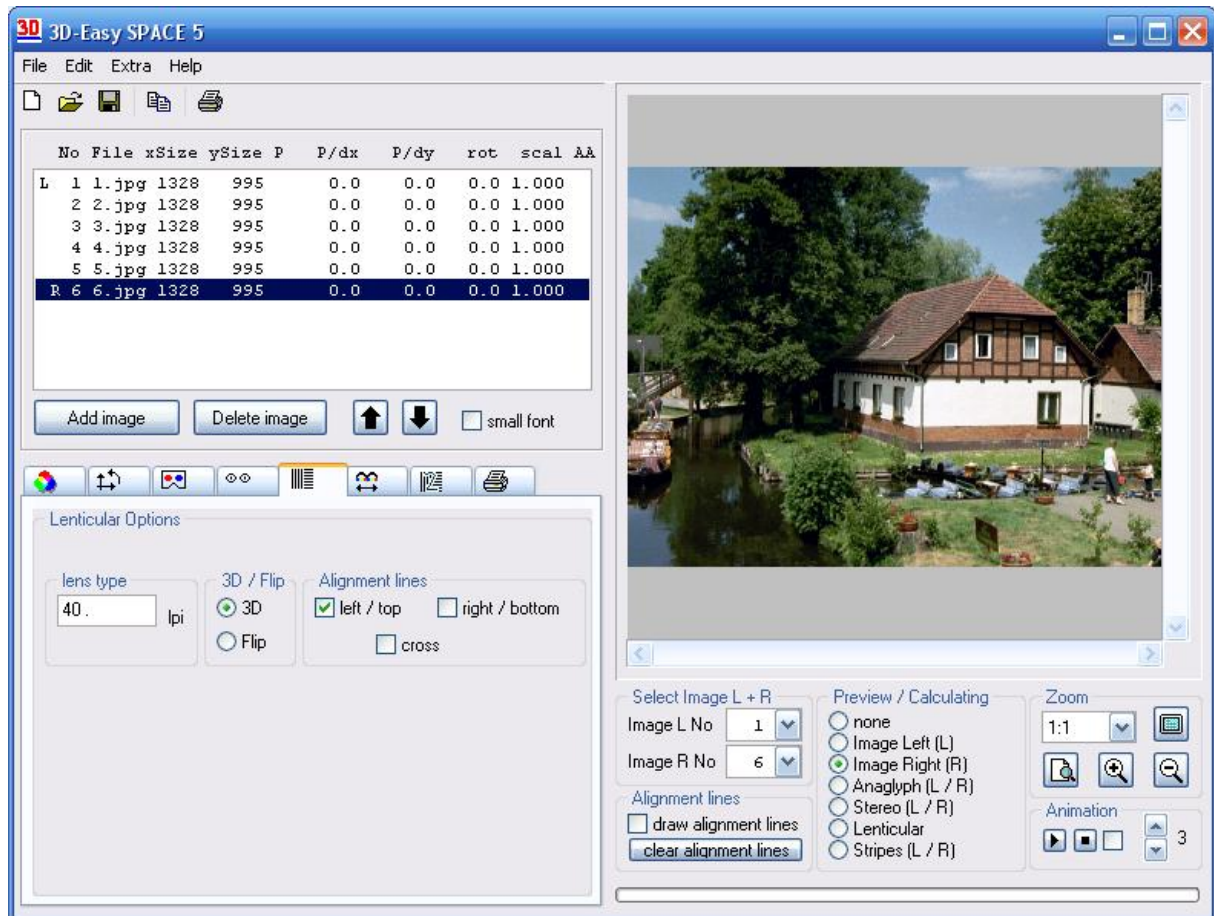 3D 3D-Easy SPACE 5
File Edit Extra Help
No File xSize ySize P P/dx P/dy rot scal AA
L 1 1.jpg 1328 995 0.0 0.0 0.0 1.000
2 2.jpg 1328 995 0.0 0.0 0.0 1.000
3 3.jpg 1328 995 0.0 0.0 0.0 1.000
4 4.jpg 1328 995 0.0 0.0 0.0 1.000
5 5.jpg 1328 995 0.0 0.0 0.0 1.000
R 6 6.jpg 1328 995 0.0 0.0 0.0 1.000
Add image Delete image small font
Lenticular Options
lens type
40. lpi
3D / Flip
3D
Flip
Alignment lines
left / top right / bottom
cross
Select Image L + R
Image L No 1
Image R No 6
Alignment lines
draw alignment lines
clear alignment lines
Preview / Calculating
none
Image Left (L)
Image Right (R)
Anaglyph (L / R)
Stereo (L / R)
Lenticular
Stripes (L / R)
Zoom
1:1
Animation
3